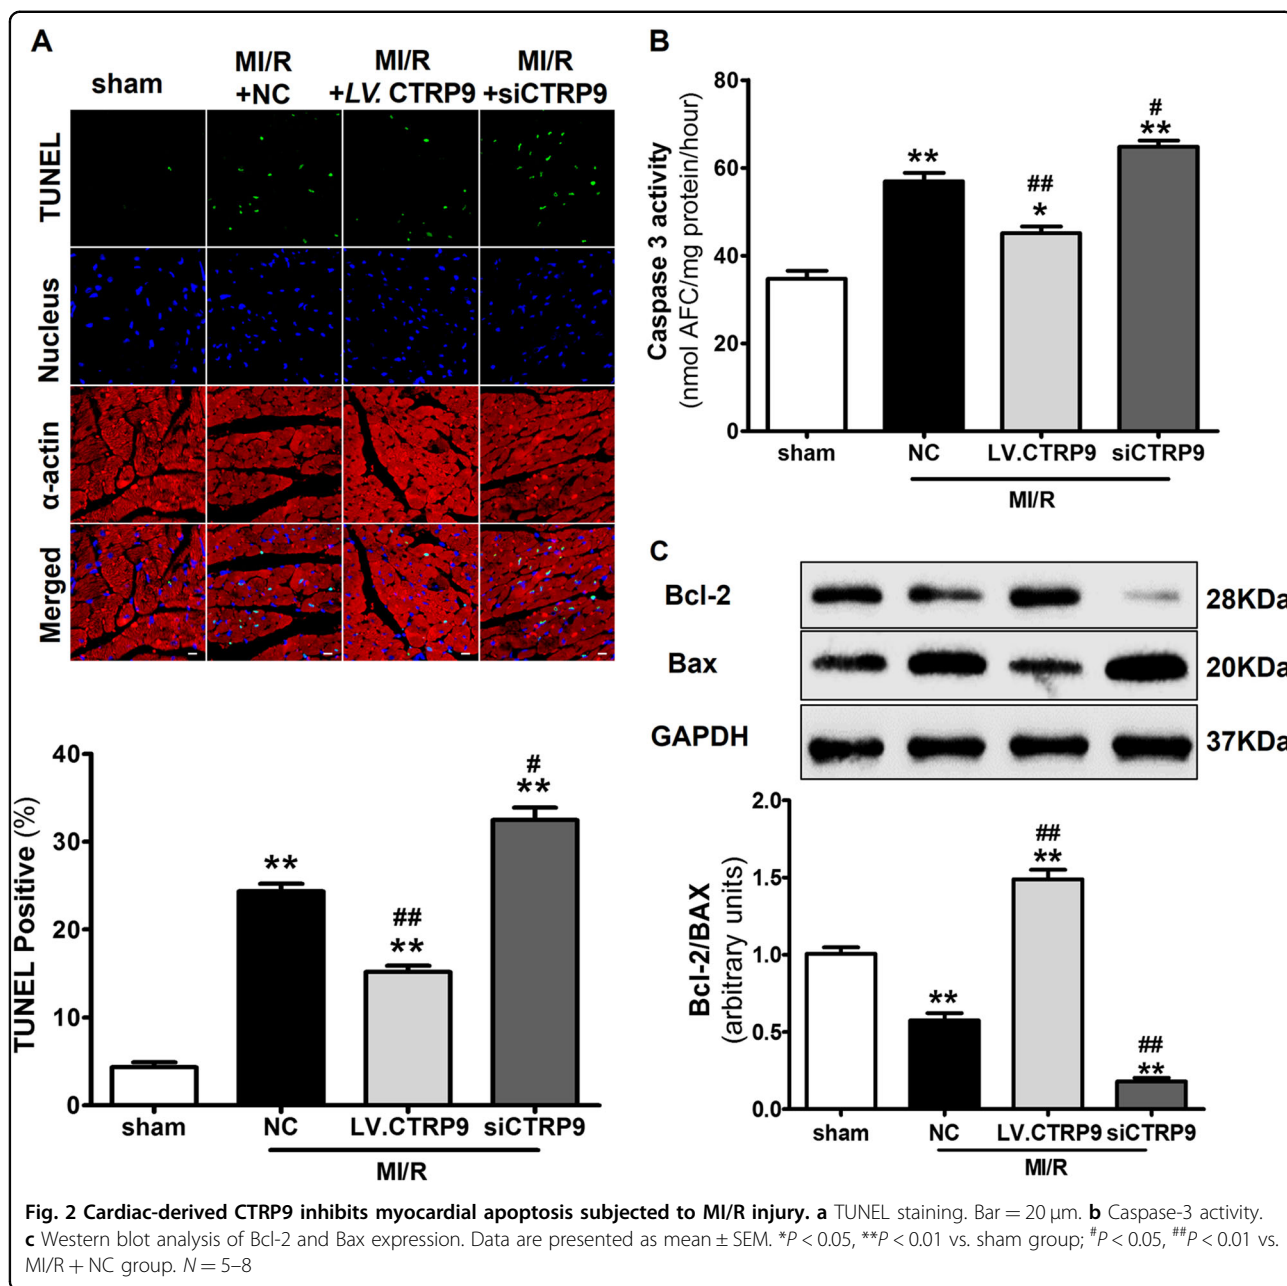 A
sham
MI/R
+NC
MI/R
+LV. CTRP9
MI/R
+siCTRP9
TUNEL
Nucleus
α-actin
Merged
TUNEL Positive (%)
40
30
20
10
0
**
##
**
#
**
sham
NC
LV.CTRP9
siCTRP9
MI/R
B
Caspase 3 activity
(nmol AFC/mg protein/hour)
80
60
40
20
0
**
##
*
#
**
sham
NC
LV.CTRP9
siCTRP9
MI/R
C
Bcl-2
28KDa
Bax
20KDa
GAPDH
37KDa
Bcl-2/BAX
(arbitrary units)
2.0
1.5
1.0
0.5
0.0
**
##
**
##
**
sham
NC
LV.CTRP9
siCTRP9
MI/R
Fig. 2 Cardiac-derived CTRP9 inhibits myocardial apoptosis subjected to MI/R injury. a TUNEL staining. Bar = 20 μm. b Caspase-3 activity.
c Western blot analysis of Bcl-2 and Bax expression. Data are presented as mean ± SEM. *P < 0.05, **P < 0.01 vs. sham group; #P < 0.05, ##P < 0.01 vs.
MI/R + NC group. N = 5–8